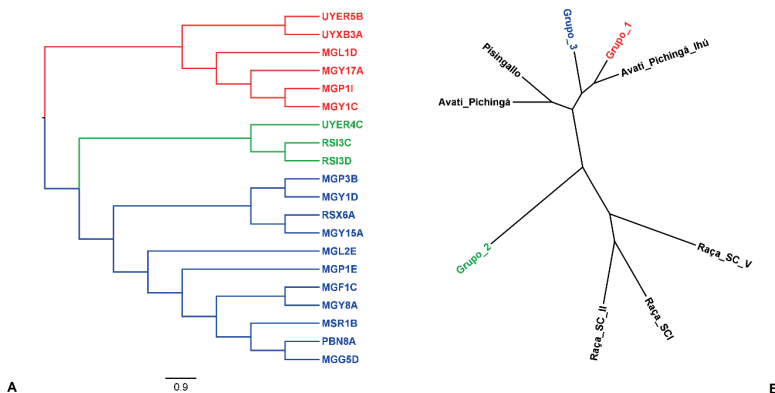 UYER5B
UYXB3A
MGL1D
MGY17A
MGP1I
MGY1C
UYER4C
RSI3C
RSI3D
MGP3B
MGY1D
RSX6A
MGY15A
MGL2E
MGP1E
MGF1C
MGY8A
MSR1B
PBN8A
MGG5D
0.9
A
Grupo_3
Grupo_1
Pisingallo
Avati_Pichingá_Ihú
Avati_Pichingá
Grupo_2
Raça_SC_V
Raça_SCI
Raça_SC_II